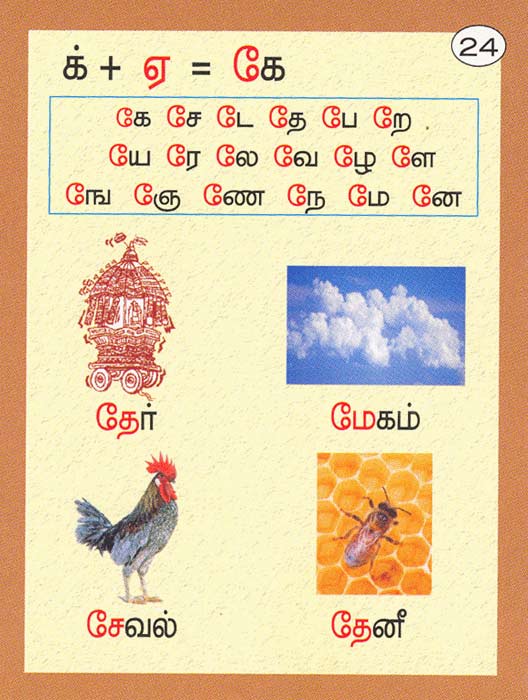 24
க் + ஏ = கே
கே சே டே தே பே றே
யே ரே லே வே ழே ளே
ஙே ஞே ணே நே மே னே
தேர் மேகம்
சேவல் தேனீ